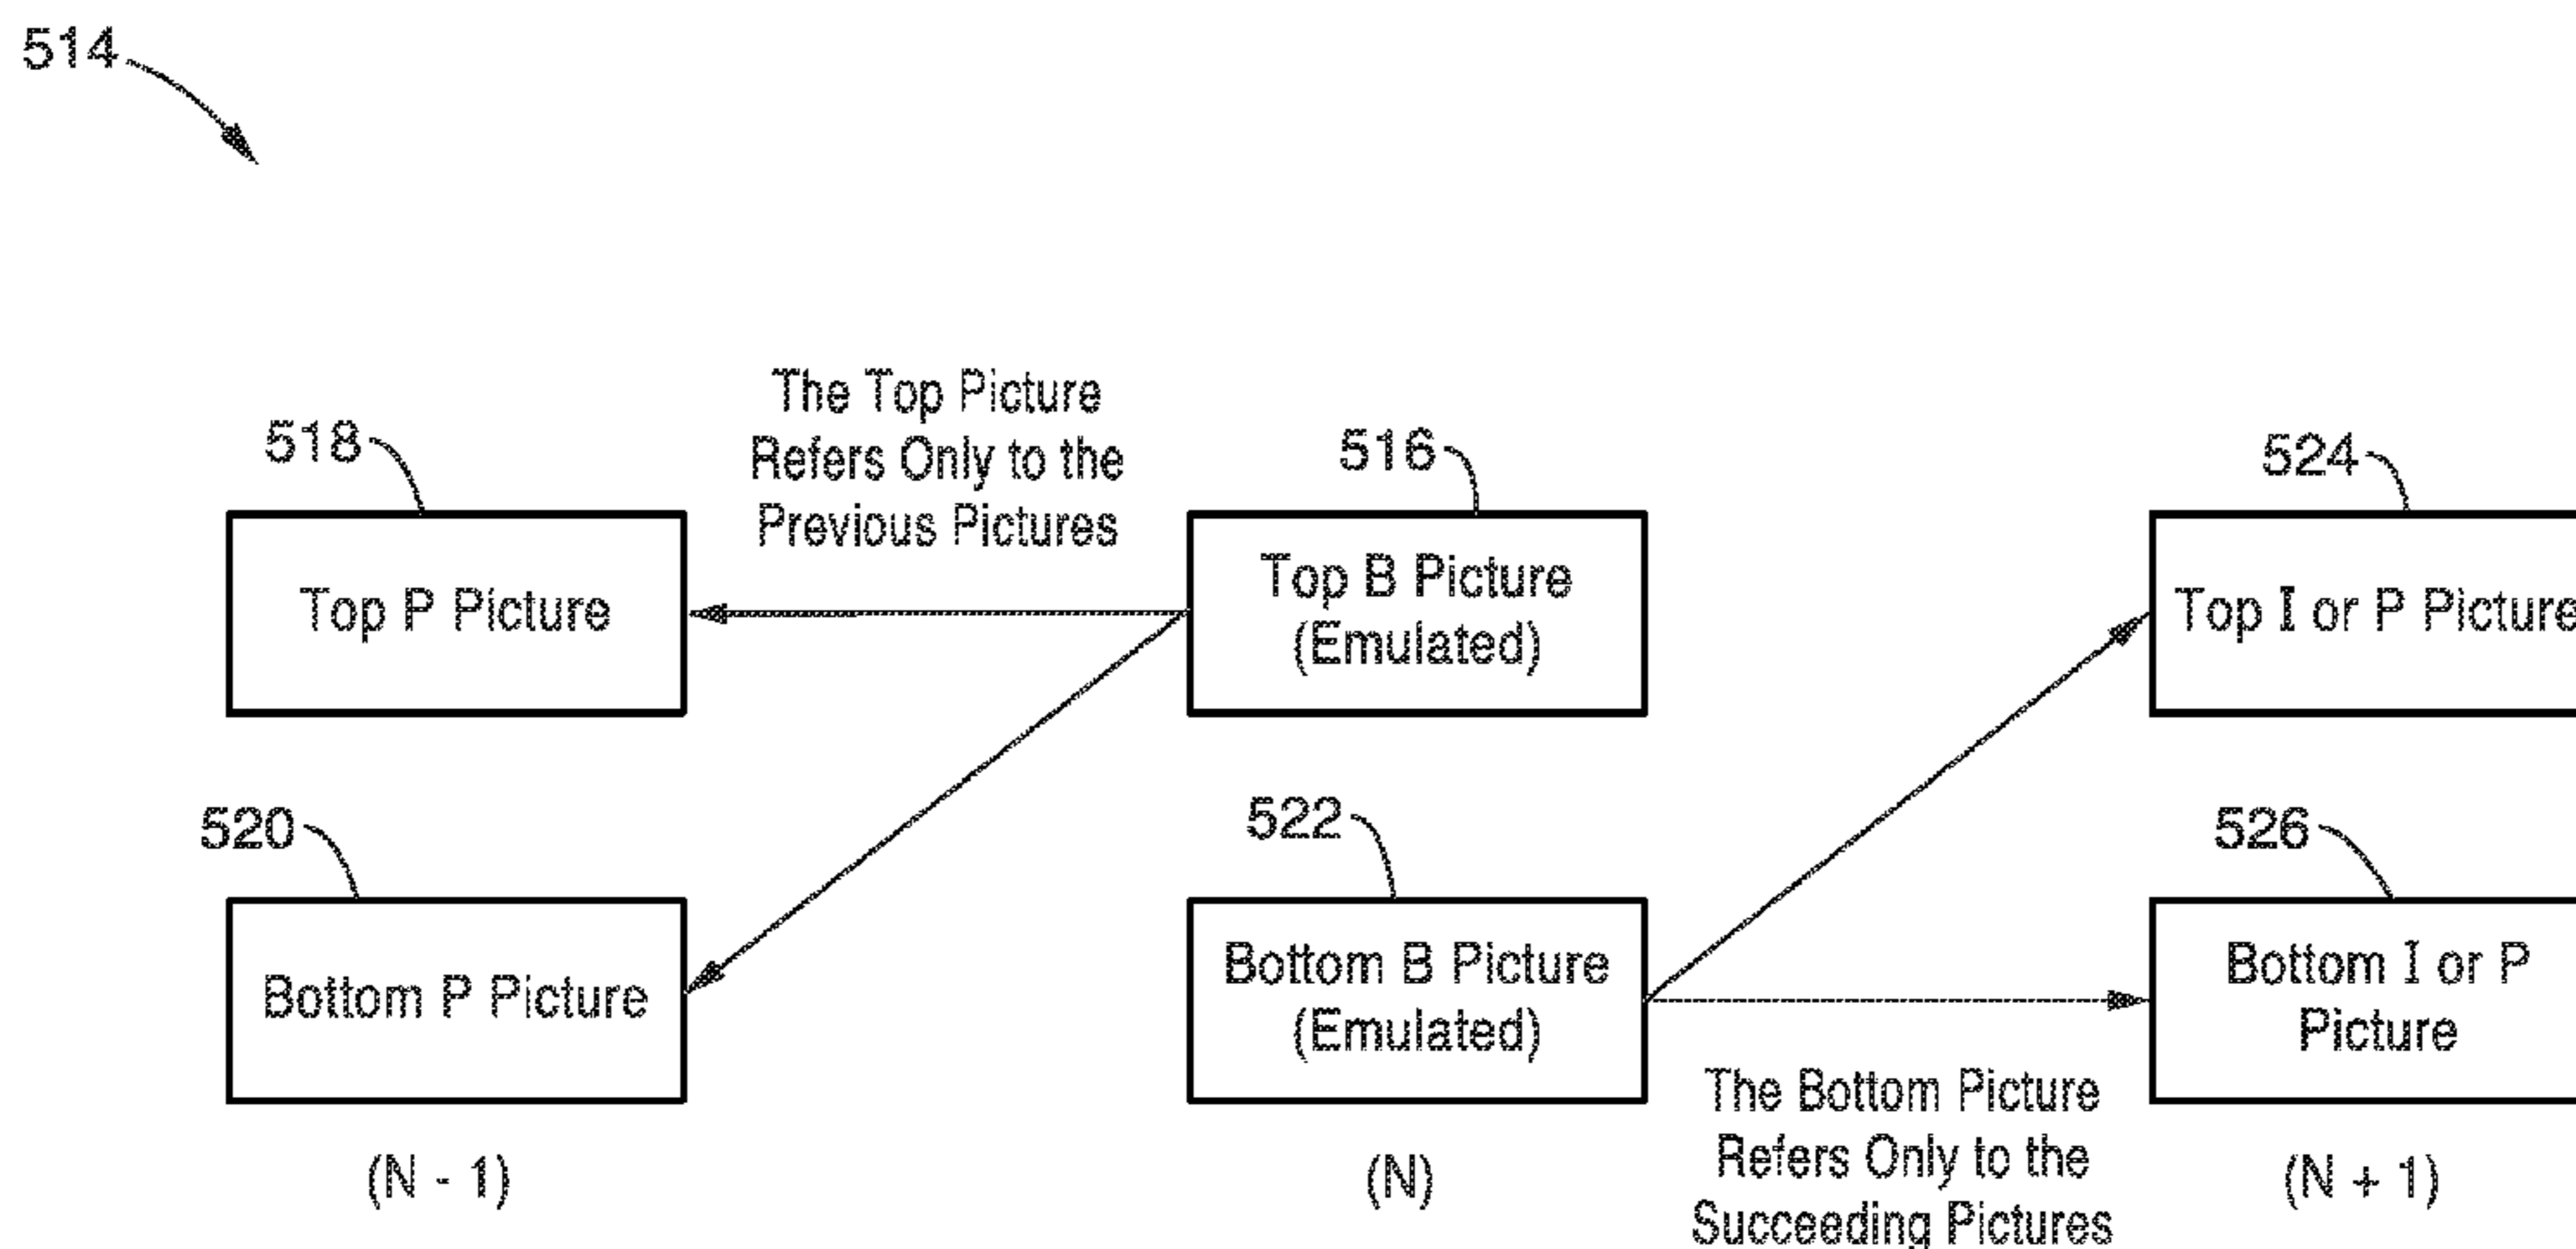 514
The Top Picture
Refers Only to the
Previous Pictures
518
516
524
Top P Picture
Top B Picture
(Emulated)
Top I or P Picture
520
522
526
Bottom P Picture
Bottom B Picture
(Emulated)
Bottom I or P
Picture
The Bottom Picture
Refers Only to the
Succeeding Pictures
(N - 1)
(N)
(N + 1)